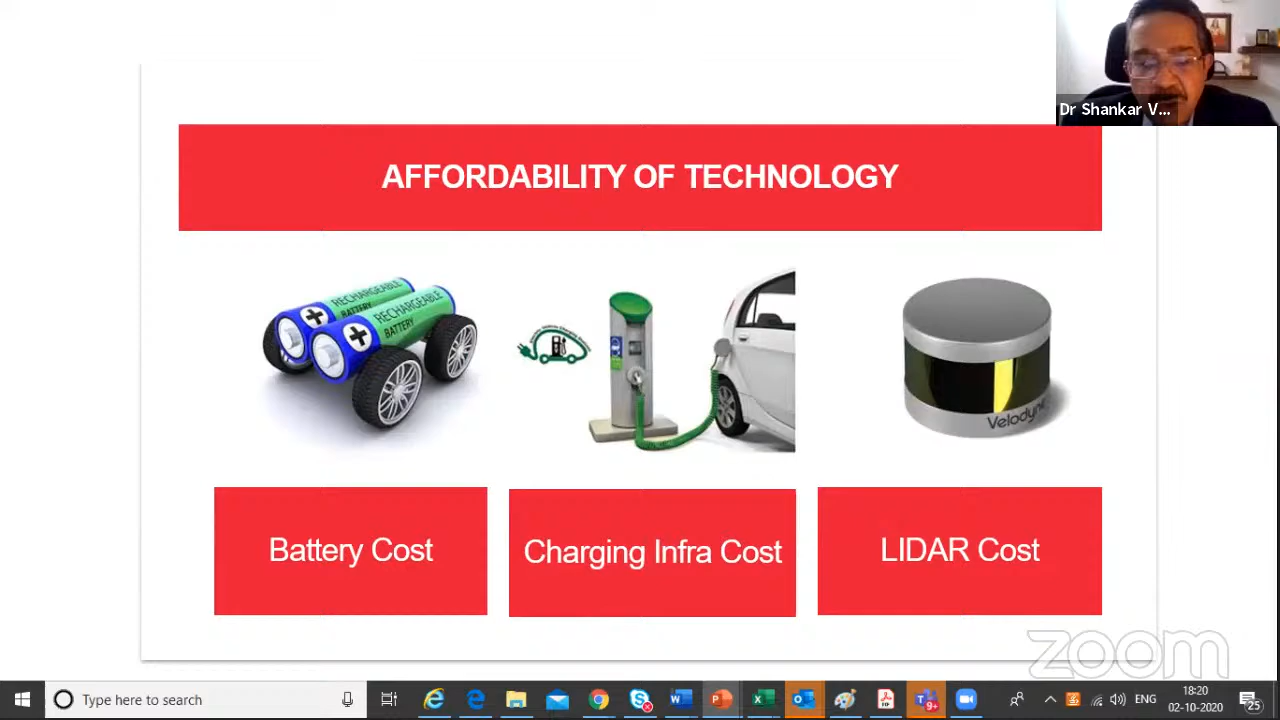 Dr Shankar V...
AFFORDABILITY OF TECHNOLOGY
RECHARGEABLE
BATTERY
RECHARGEABLE
BATTERY
Velodyne
Battery Cost
Charging Infra Cost
LIDAR Cost
zoom
Type here to search
9+
ENG
18:20
02-10-2020
25